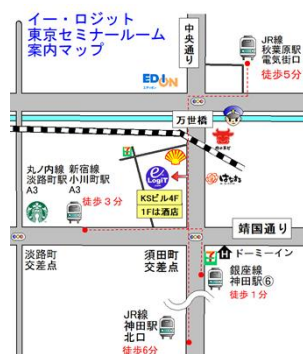 イー・ロジット
東京セミナールーム
案内マップ
中央通り
JR線
秋葉原駅
電気街口
徒歩5分
EDION
万世橋
丸ノ内線
淡路町駅
A3
新宿線
小川町駅
A3
徒歩3分
e
LogiT
KSビル4F
1Fは酒店
靖国通り
淡路町
交差点
須田町
交差点
ドーミーイン
銀座線
神田駅⑥
徒歩1分
JR線
神田駅
北口
徒歩6分